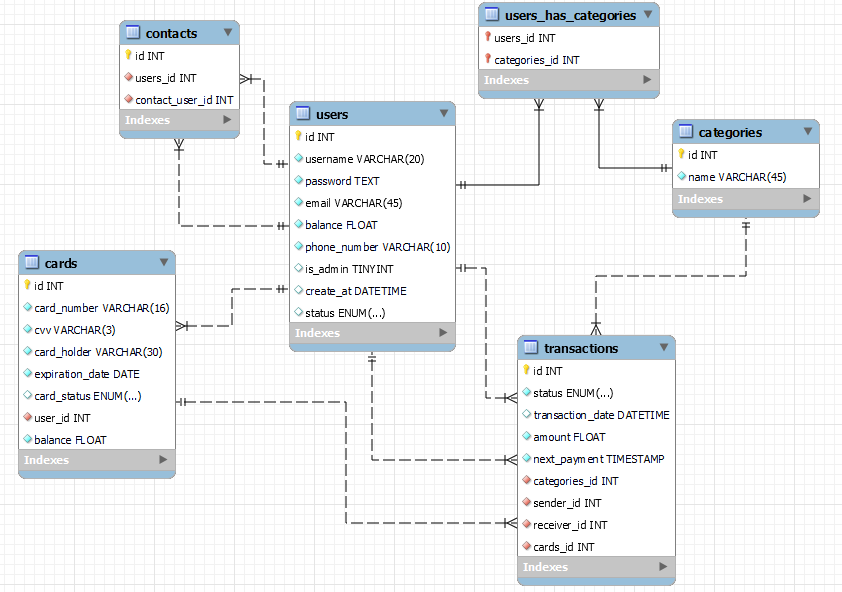 contacts
id INT
users_id INT
contact_user_id INT
Indexes
users_has_categories
users_id INT
categories_id INT
Indexes
users
id INT
username VARCHAR(20)
password TEXT
email VARCHAR(45)
balance FLOAT
phone_number VARCHAR(10)
is_admin TINYINT
create_at DATETIME
status ENUM(...)
Indexes
categories
id INT
name VARCHAR(45)
Indexes
cards
id INT
card_number VARCHAR(16)
cvv VARCHAR(3)
card_holder VARCHAR(30)
expiration_date DATE
card_status ENUM(...)
user_id INT
balance FLOAT
Indexes
transactions
id INT
status ENUM(...)
transaction_date DATETIME
amount FLOAT
next_payment TIMESTAMP
categories_id INT
sender_id INT
receiver_id INT
cards_id INT
Indexes